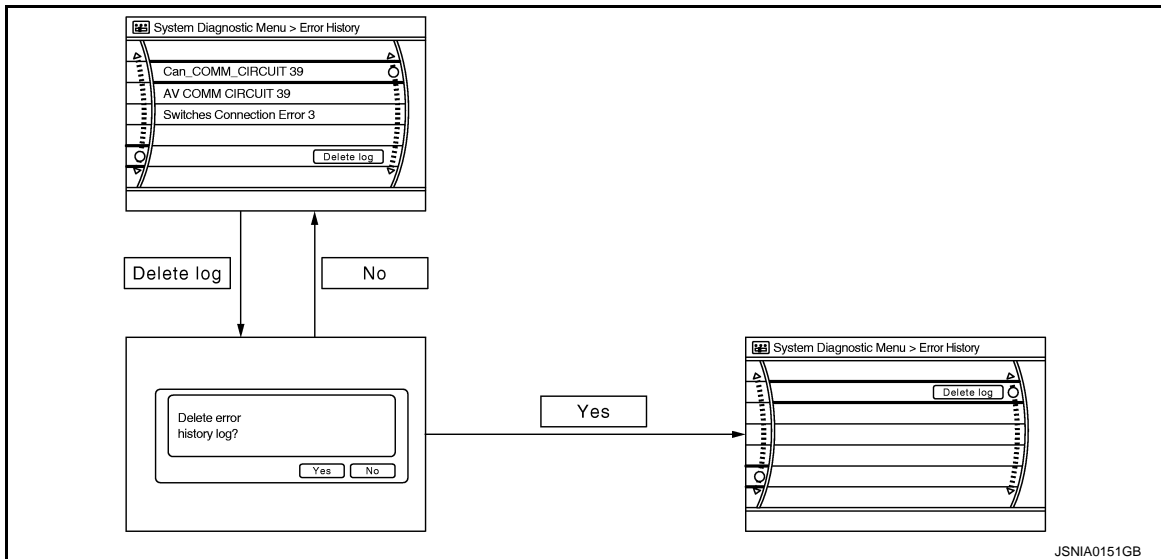 System Diagnostic Menu > Error History
Can_COMM_CIRCUIT 39
AV COMM CIRCUIT 39
Switches Connection Error 3
Delete log
Delete log
No
Delete error
history log?
Yes
No
Yes
System Diagnostic Menu > Error History
Delete log
JSNIA0151GB